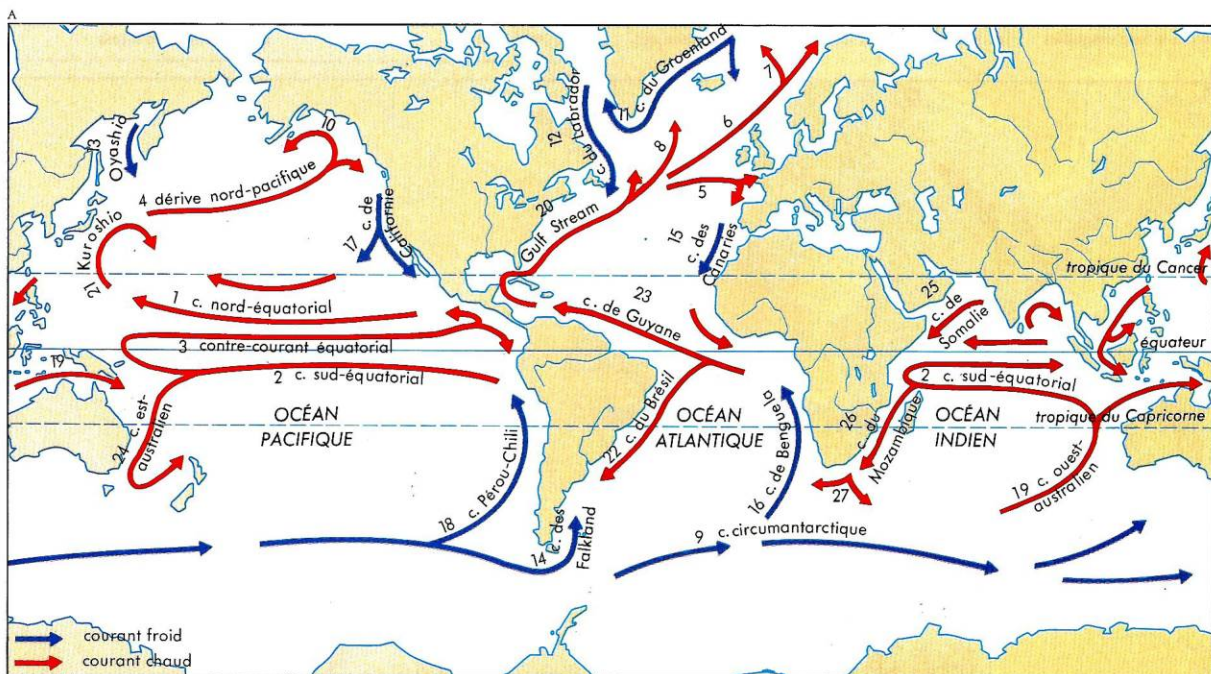 A
11 c. du Groenland
7
12 c. du Labrador
6
8
10
13 Oyashio
4 dérive nord-pacifique
5
20 Gulf Stream
17 c. de Californie
15 c. des Canaries
21 Kuroshio
tropique du Cancer
23
c. de Guyane
25 c. de Somalie
1 c. nord-équatorial
3 contre-courant équatorial
équateur
19
2 c. sud-équatorial
2 c. sud-équatorial
OCÉAN
PACIFIQUE
OCÉAN
ATLANTIQUE
OCÉAN
INDIEN
tropique du Capricorne
24 c. est-
australien
22 c. du Brésil
26 c. du Mozambique
27
16 c. de Benguela
18 c. Pérou-Chili
19 c. ouest-
australien
14 c. des Falkland
9 c. circumantarctique
courant froid
courant chaud